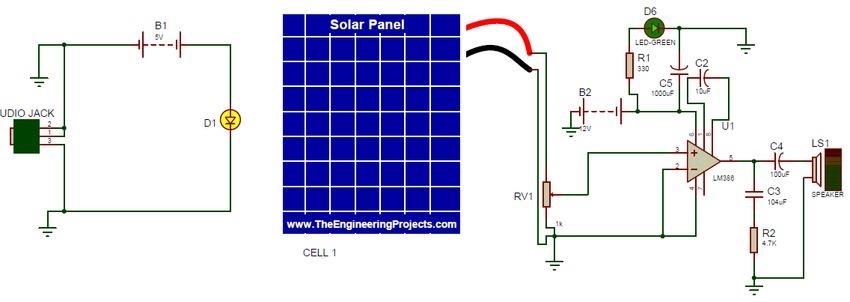 B1
5V
UDIO JACK
2
1
3
D1
Solar Panel
www.TheEngineeringProjects.com
CELL 1
D6
LED-GREEN
R1
330
C5
1000uF
C2
10uF
B2
12V
U1
6
1
8
3
2
5
4
7
LM386
RV1
1k
C4
100uF
LS1
SPEAKER
C3
104uF
R2
4.7K